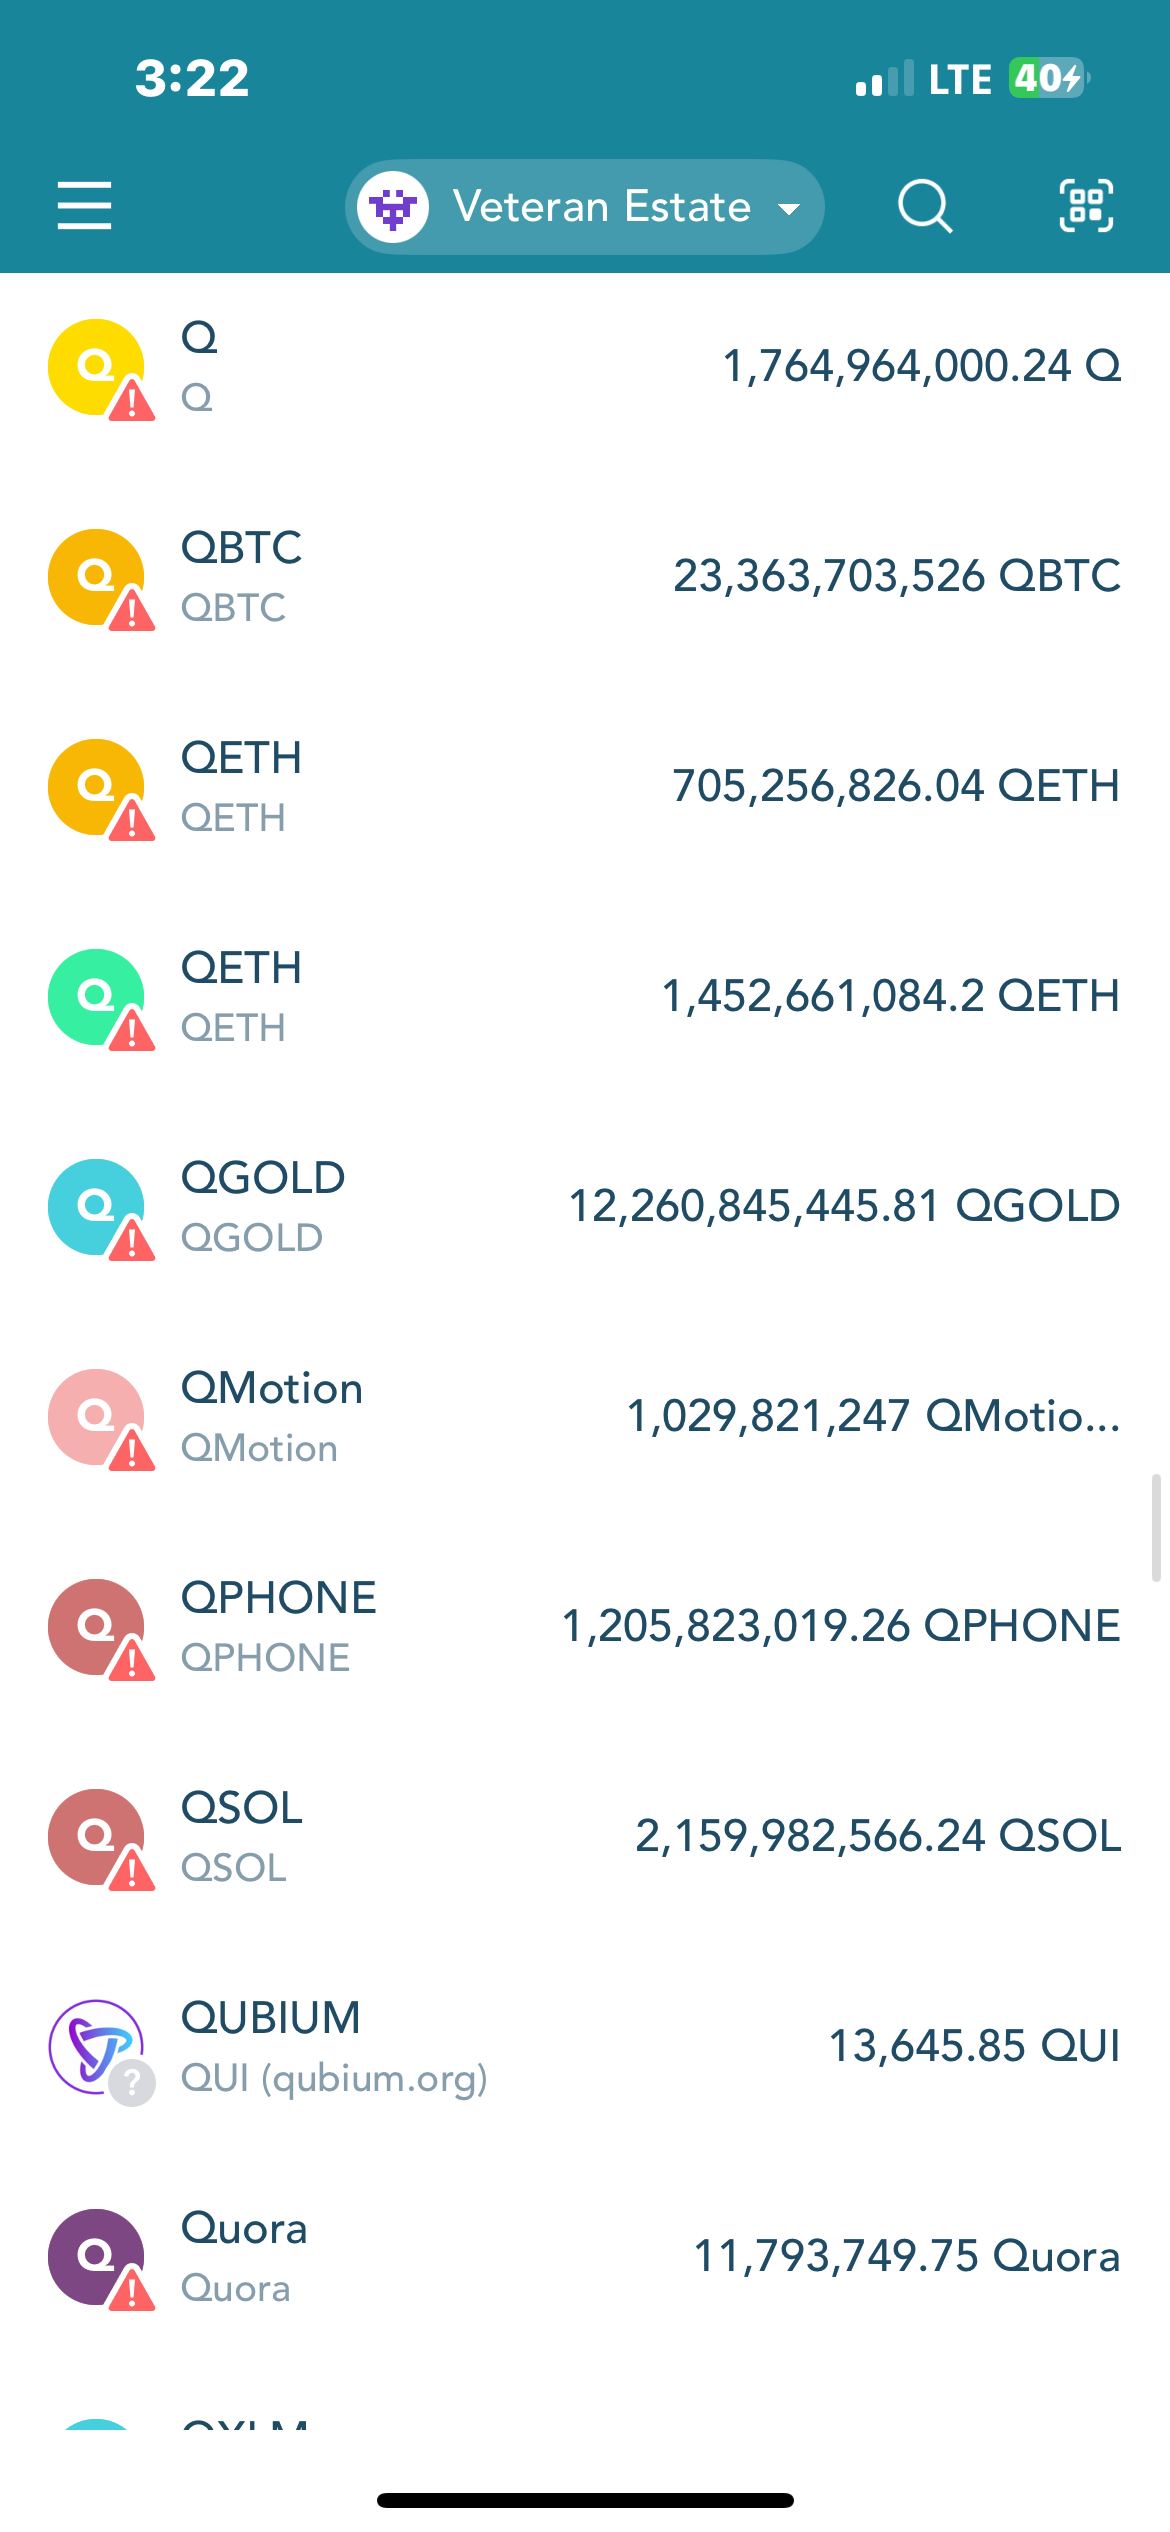 3:22 LTE 40
Veteran Estate
Q
Q
1,764,964,000.24 Q
QBTC
QBTC
23,363,703,526 QBTC
QETH
QETH
705,256,826.04 QETH
QETH
QETH
1,452,661,084.2 QETH
QGOLD
QGOLD
12,260,845,445.81 QGOLD
QMotion
QMotion
1,029,821,247 QMotio...
QPHONE
QPHONE
1,205,823,019.26 QPHONE
QSOL
QSOL
2,159,982,566.24 QSOL
QUBIUM
QUI (qubium.org)
13,645.85 QUI
Quora
Quora
11,793,749.75 Quora